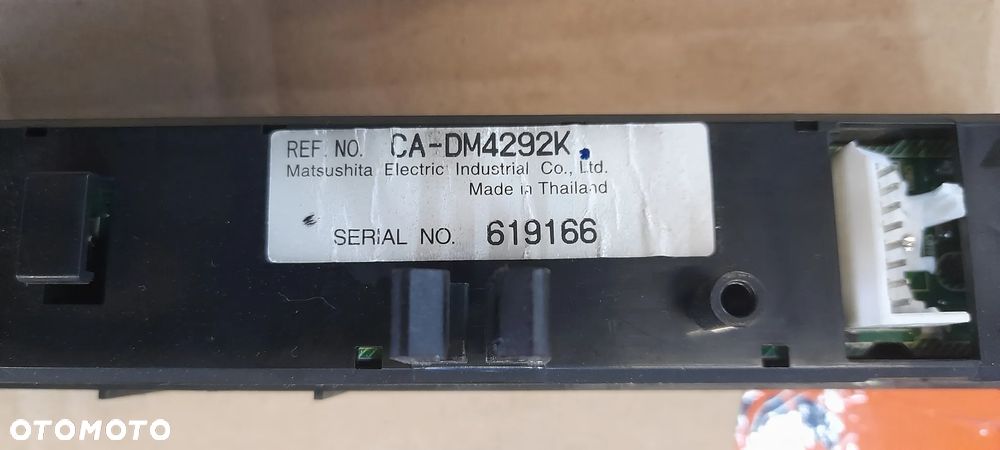 REF. NO. CA-DM4292K
Matsushita Electric Industrial Co., Ltd.
Made in Thailand
SERIAL NO. 619166
OTOMOTO